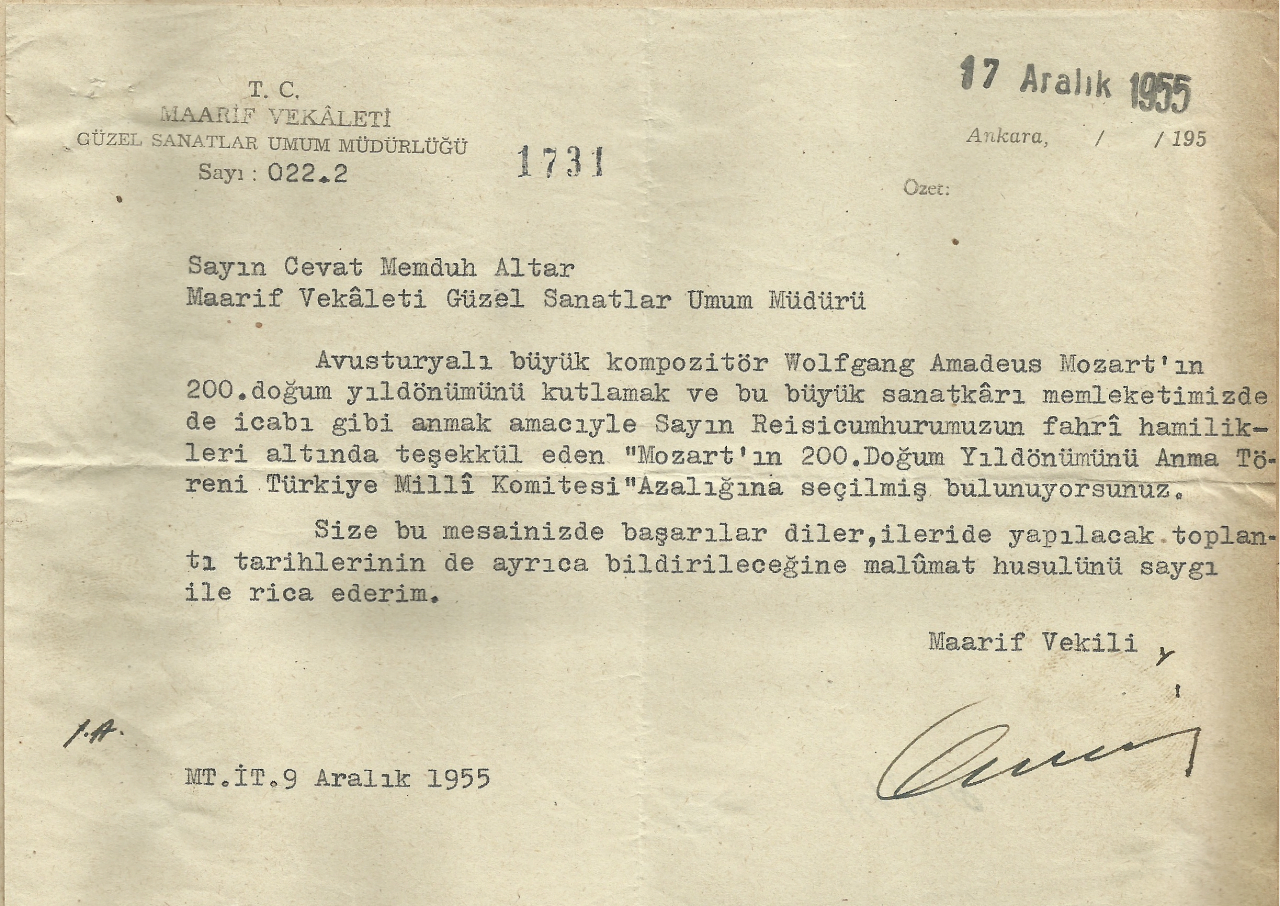 17 Aralık 1955
T. C.
MAARİF VEKÂLETİ
GÜZEL SANATLAR UMUM MÜDÜRLÜĞÜ
Sayı : 022.2
1731
Ankara, / / 195
Özet:
Sayın Cevat Memduh Altar
Maarif Vekâleti Güzel Sanatlar Umum Müdürü
Avusturyalı büyük kompozitör Wolfgang Amadeus Mozart'ın
200.doğum yıldönümünü kutlamak ve bu büyük sanatkârı memleketimizde
de icabı gibi anmak amacıyle Sayın Reisicumhurumuzun fahrî hamilik-
leri altında teşekkül eden "Mozart'ın 200.Doğum Yıldönümünü Anma Tö-
reni Türkiye Millî Komitesi"Azalığına seçilmiş bulunuyorsunuz.
Size bu mesainizde başarılar diler,ileride yapılacak toplan-
tı tarihlerinin de ayrıca bildirileceğine malûmat husulünü saygı
ile rica ederim.
Maarif Vekili
MT.İT.9 Aralık 1955